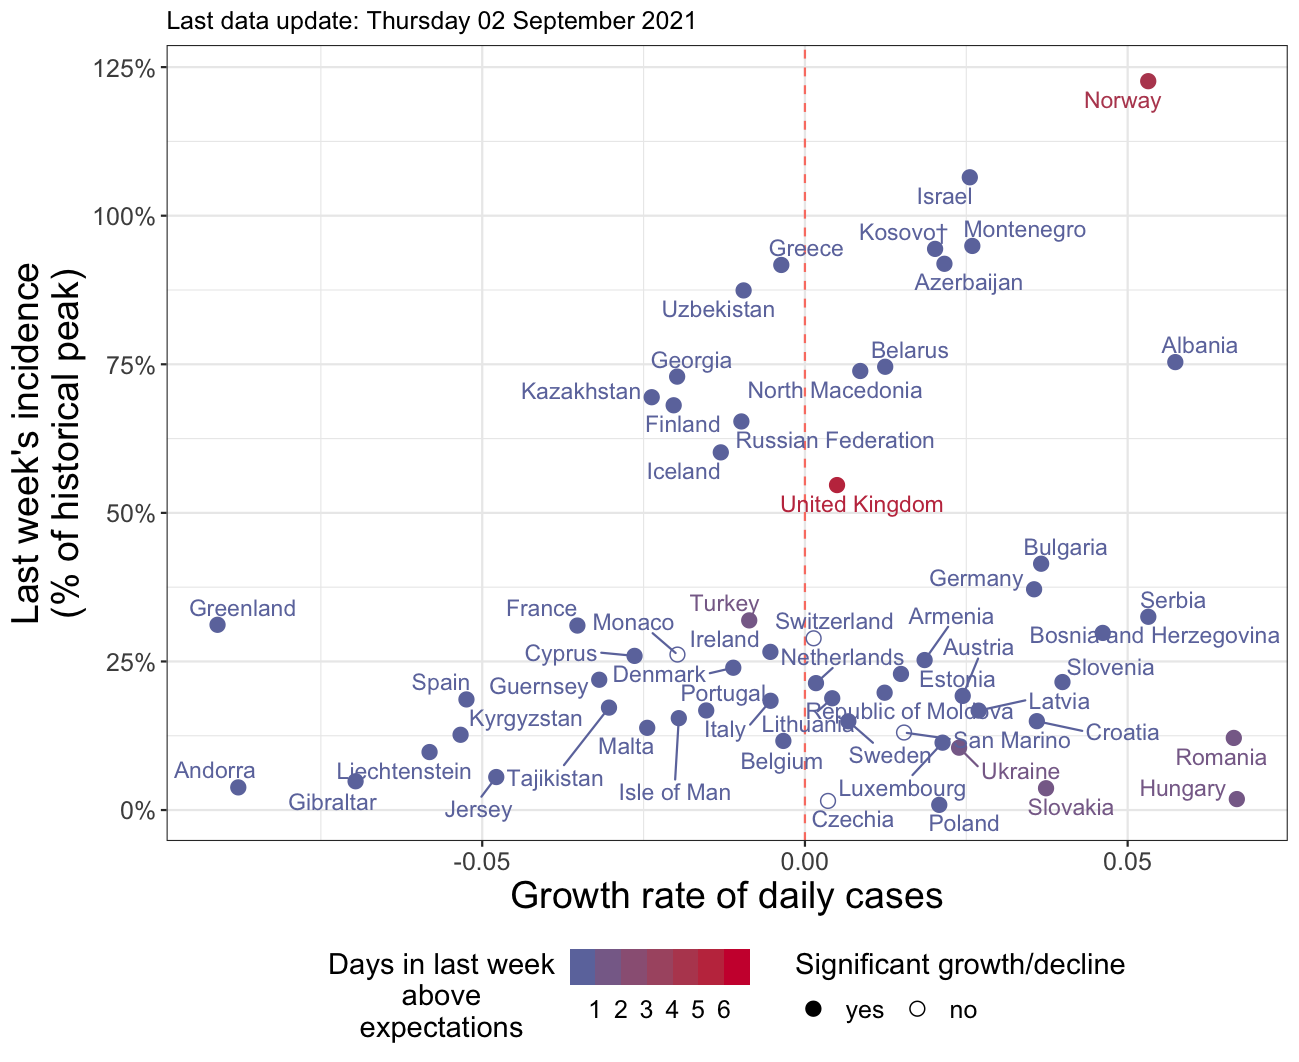 Last data update: Thursday 02 September 2021
Last week's incidence
(% of historical peak)
125%
100%
75%
50%
25%
0%
Norway
Israel
Kosovo†
Montenegro
Greece
Azerbaijan
Uzbekistan
Albania
Belarus
Georgia
Kazakhstan
North Macedonia
Finland
Russian Federation
Iceland
United Kingdom
Bulgaria
Germany
Serbia
Greenland
France
Turkey
Monaco
Switzerland
Armenia
Bosnia and Herzegovina
Ireland
Austria
Cyprus
Netherlands
Slovenia
Denmark
Estonia
Spain
Guernsey
Portugal
Latvia
Republic of Moldova
Kyrgyzstan
Italy
Lithuania
Croatia
San Marino
Malta
Sweden
Romania
Belgium
Andorra
Liechtenstein
Ukraine
Tajikistan
Isle of Man
Luxembourg
Hungary
Gibraltar
Jersey
Slovakia
Czechia
Poland
-0.05
0.00
0.05
Growth rate of daily cases
Days in last week
above
expectations
1 2 3 4 5 6
Significant growth/decline
yes
no